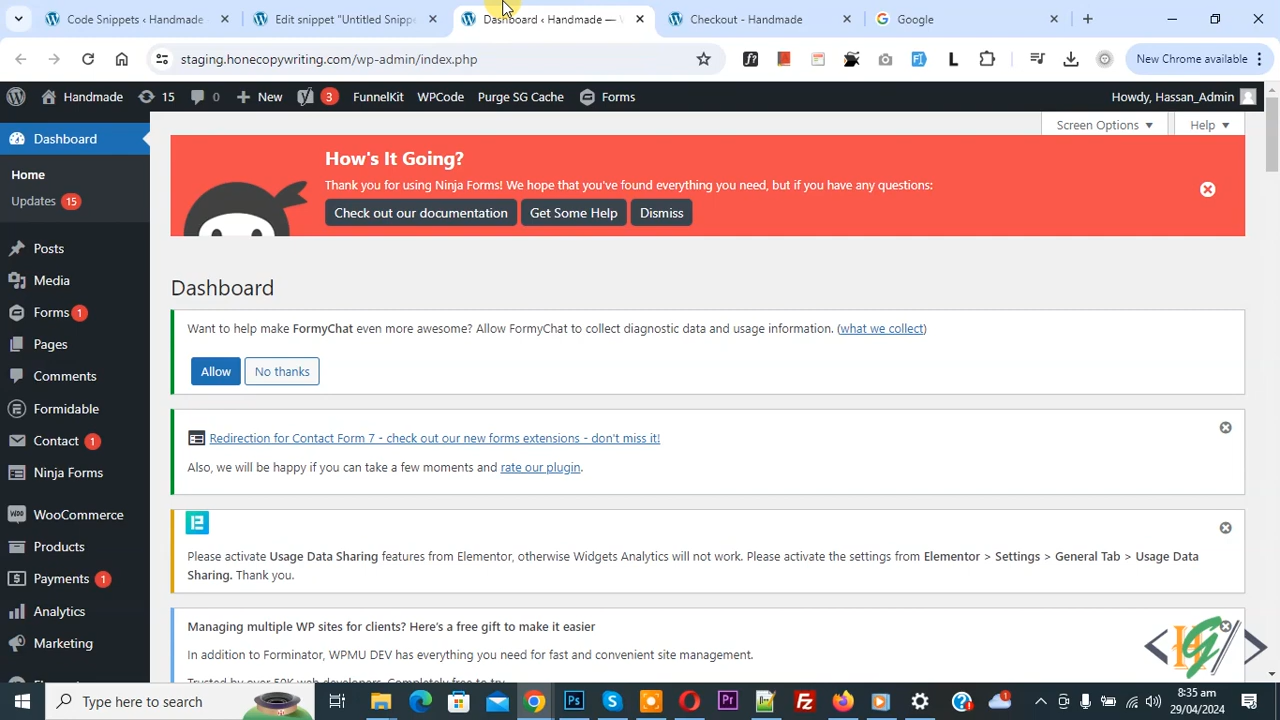 Code Snippets ‹ Handmade
Edit snippet "Untitled Snippe
Dashboard ‹ Handmade —
Checkout - Handmade
Google
staging.honecopywriting.com/wp-admin/index.php
New Chrome available
Handmade
15
0
New
3
FunnelKit
WPCode
Purge SG Cache
Forms
Howdy, Hassan_Admin
Dashboard
Home
Updates 15
Posts
Media
Forms 1
Pages
Comments
Formidable
Contact 1
Ninja Forms
WooCommerce
Products
Payments 1
Analytics
Marketing
Screen Options
Help
How's It Going?
Thank you for using Ninja Forms! We hope that you've found everything you need, but if you have any questions:
Check out our documentation
Get Some Help
Dismiss
Dashboard
Want to help make FormyChat even more awesome? Allow FormyChat to collect diagnostic data and usage information. (what we collect)
Allow
No thanks
Redirection for Contact Form 7 - check out our new forms extensions - don't miss it!
Also, we will be happy if you can take a few moments and rate our plugin.
Please activate Usage Data Sharing features from Elementor, otherwise Widgets Analytics will not work. Please activate the settings from Elementor > Settings > General Tab > Usage Data
Sharing. Thank you.
Managing multiple WP sites for clients? Here's a free gift to make it easier
In addition to Forminator, WPMU DEV has everything you need for fast and convenient site management.
Trusted by over 50K web developers. Completely free to try.
Type here to search
8:35 am
29/04/2024